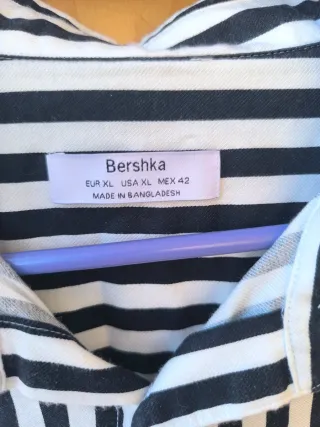 Bershka
EUR XL USA XL MEX 42
MADE IN BANGLADESH